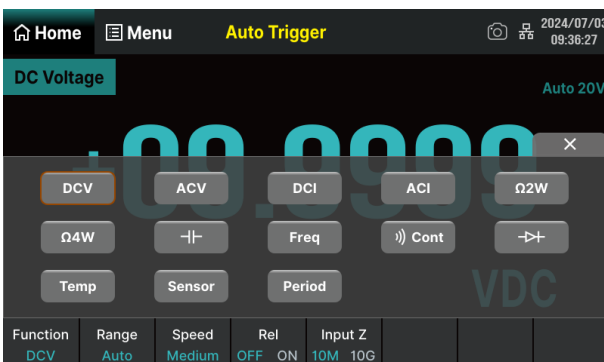 Home Menu Auto Trigger 2024/07/03
09:36:27
DC Voltage
Auto 20V
DCV ACV DCI ACI Ω2W
Ω4W Freq Cont
Temp Sensor Period
VDC
Function Range Speed Rel Input Z
DCV Auto Medium OFF ON 10M 10G